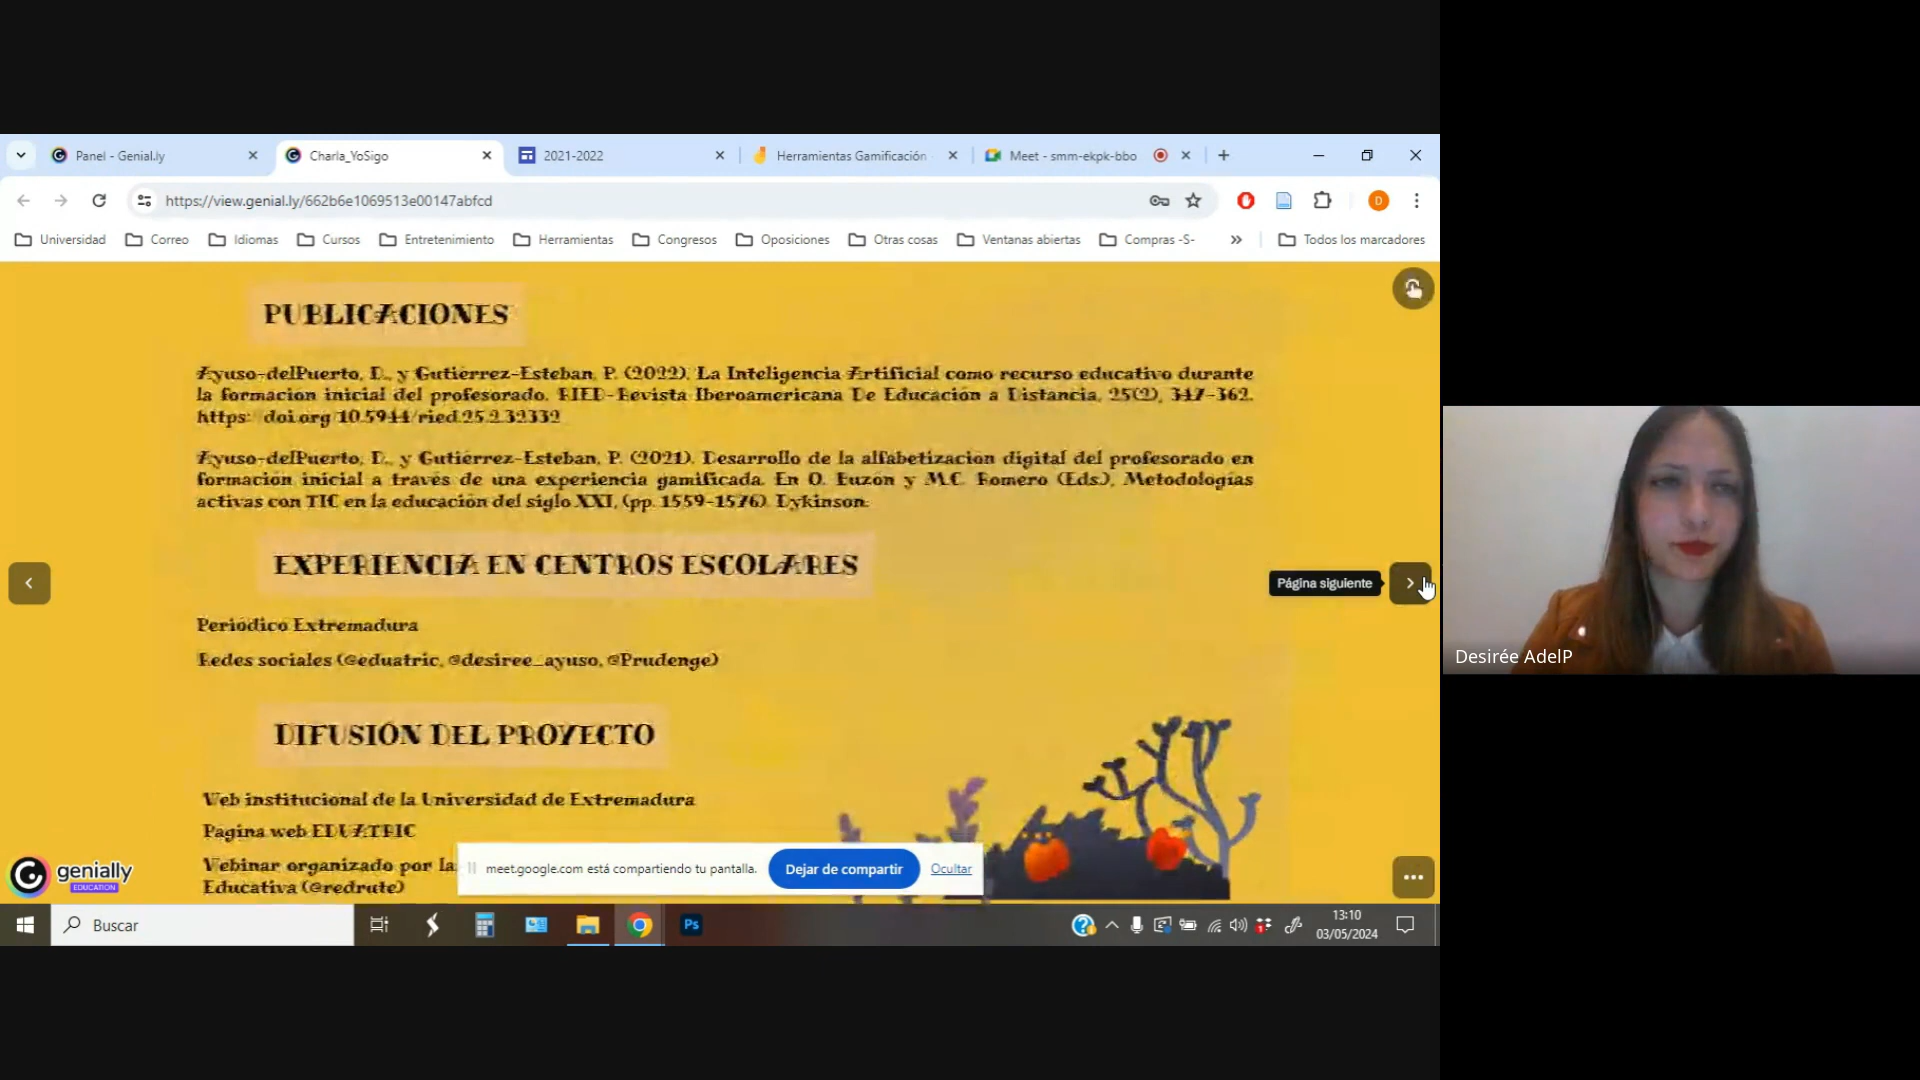 Panel - Genial.ly
Charla_YoSigo
2021-2022
Herramientas Gamificación
Meet - smm-ekpk-bbo
https://view.genial.ly/662b6e1069513e00147abfcd
D
Universidad
Correo
Idiomas
Cursos
Entretenimiento
Herramientas
Congresos
Oposiciones
Otras cosas
Ventanas abiertas
Compras -S-
Todos los marcadores
PUBLICACIONES
Ayuso-delPuerto, D., y Gutiérrez-Esteban, P. (2022). La Inteligencia Artificial como recurso educativo durante
la formación inicial del profesorado. RIED-Revista Iberoamericana De Educación a Distancia, 25(2), 347-362.
https://doi.org/10.5944/ried.25.2.32332
Ayuso-delPuerto, D., y Gutiérrez-Esteban, P. (2021). Desarrollo de la alfabetización digital del profesorado en
formación inicial a través de una experiencia gamificada. En O. Buzón y M.C. Romero (Eds.), Metodologías
activas con TIC en la educación del siglo XXI, (pp. 1559-1576). Dykinson.
EXPERIENCIA EN CENTROS ESCOLARES
Página siguiente
Periódico Extremadura
Redes sociales (@eduatric, @desiree_ayuso, @Prudenge)
Desirée AdelP
DIFUSIÓN DEL PROYECTO
Web institucional de la Universidad de Extremadura
Pagina web EDUATRIC
Webinar organizado por la
Educativa (@redrute)
genially
EDUCATION
meet.google.com está compartiendo tu pantalla.
Dejar de compartir
Ocultar
Buscar
Ps
13:10
03/05/2024